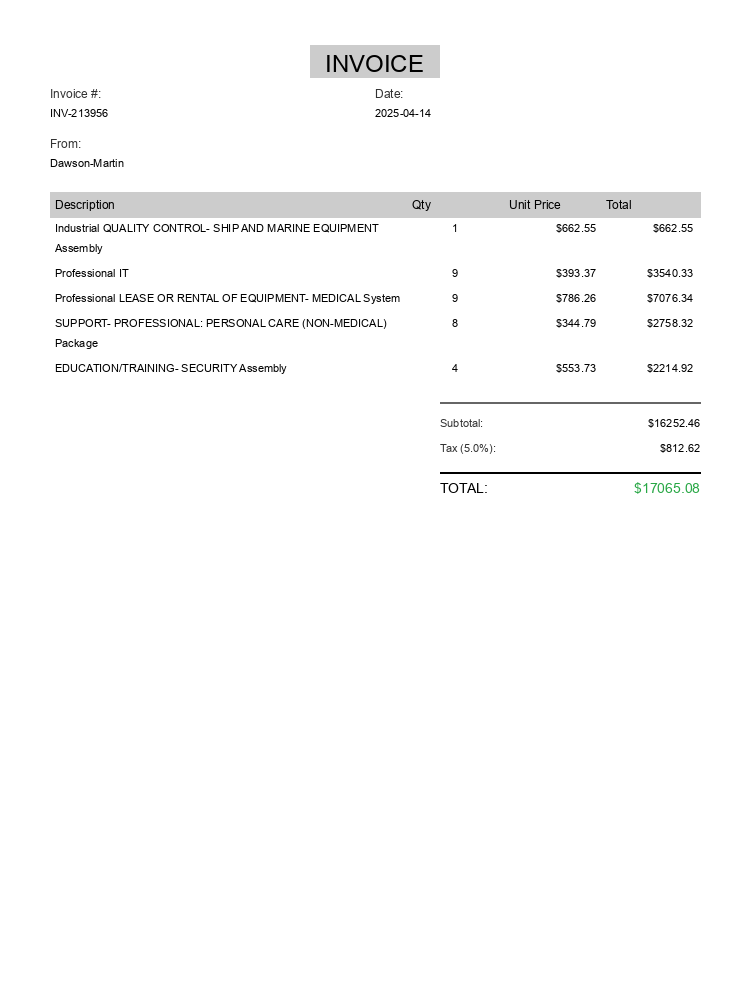 INVOICE
Invoice #: Date:
INV-213956 2025-04-14
From:
Dawson-Martin
Description Qty Unit Price Total
Industrial QUALITY CONTROL- SHIP AND MARINE EQUIPMENT 1 $662.55 $662.55
Assembly
Professional IT 9 $393.37 $3540.33
Professional LEASE OR RENTAL OF EQUIPMENT- MEDICAL System 9 $786.26 $7076.34
SUPPORT- PROFESSIONAL: PERSONAL CARE (NON-MEDICAL) 8 $344.79 $2758.32
Package
EDUCATION/TRAINING- SECURITY Assembly 4 $553.73 $2214.92
Subtotal: $16252.46
Tax (5.0%): $812.62
TOTAL: $17065.08